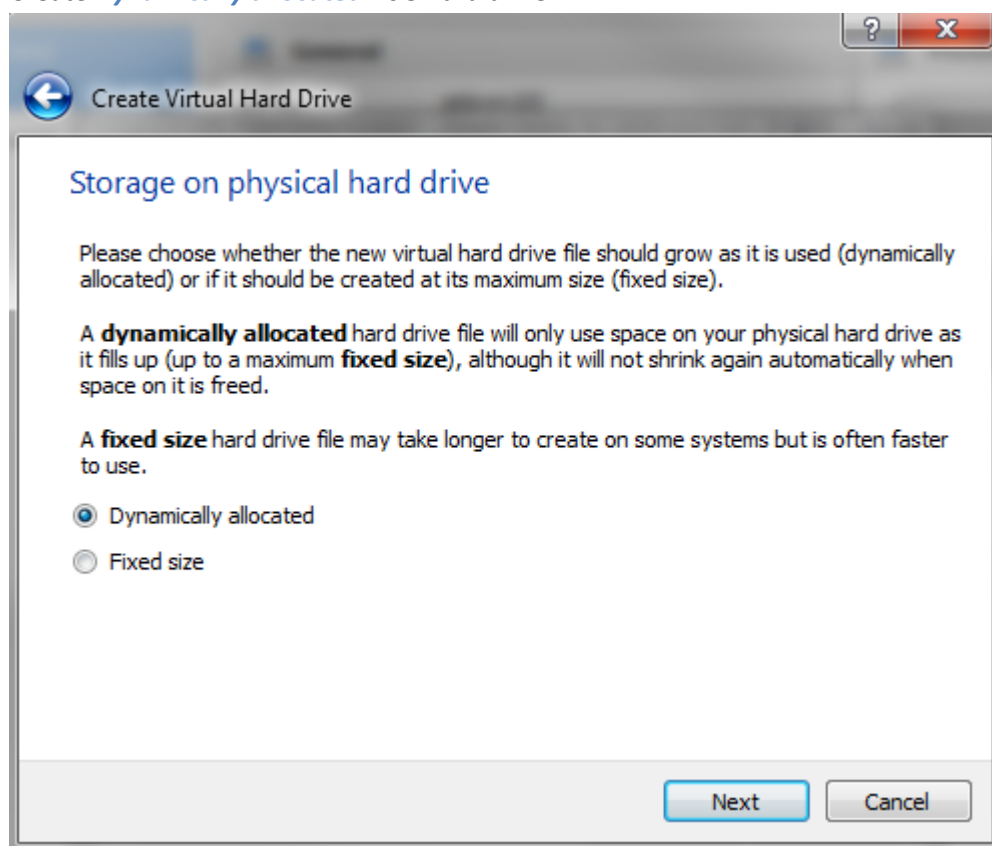 ?
X
Create Virtual Hard Drive
Storage on physical hard drive
Please choose whether the new virtual hard drive file should grow as it is used (dynamically
allocated) or if it should be created at its maximum size (fixed size).
A dynamically allocated hard drive file will only use space on your physical hard drive as
it fills up (up to a maximum fixed size), although it will not shrink again automatically when
space on it is freed.
A fixed size hard drive file may take longer to create on some systems but is often faster
to use.
Dynamically allocated
Fixed size
Next Cancel